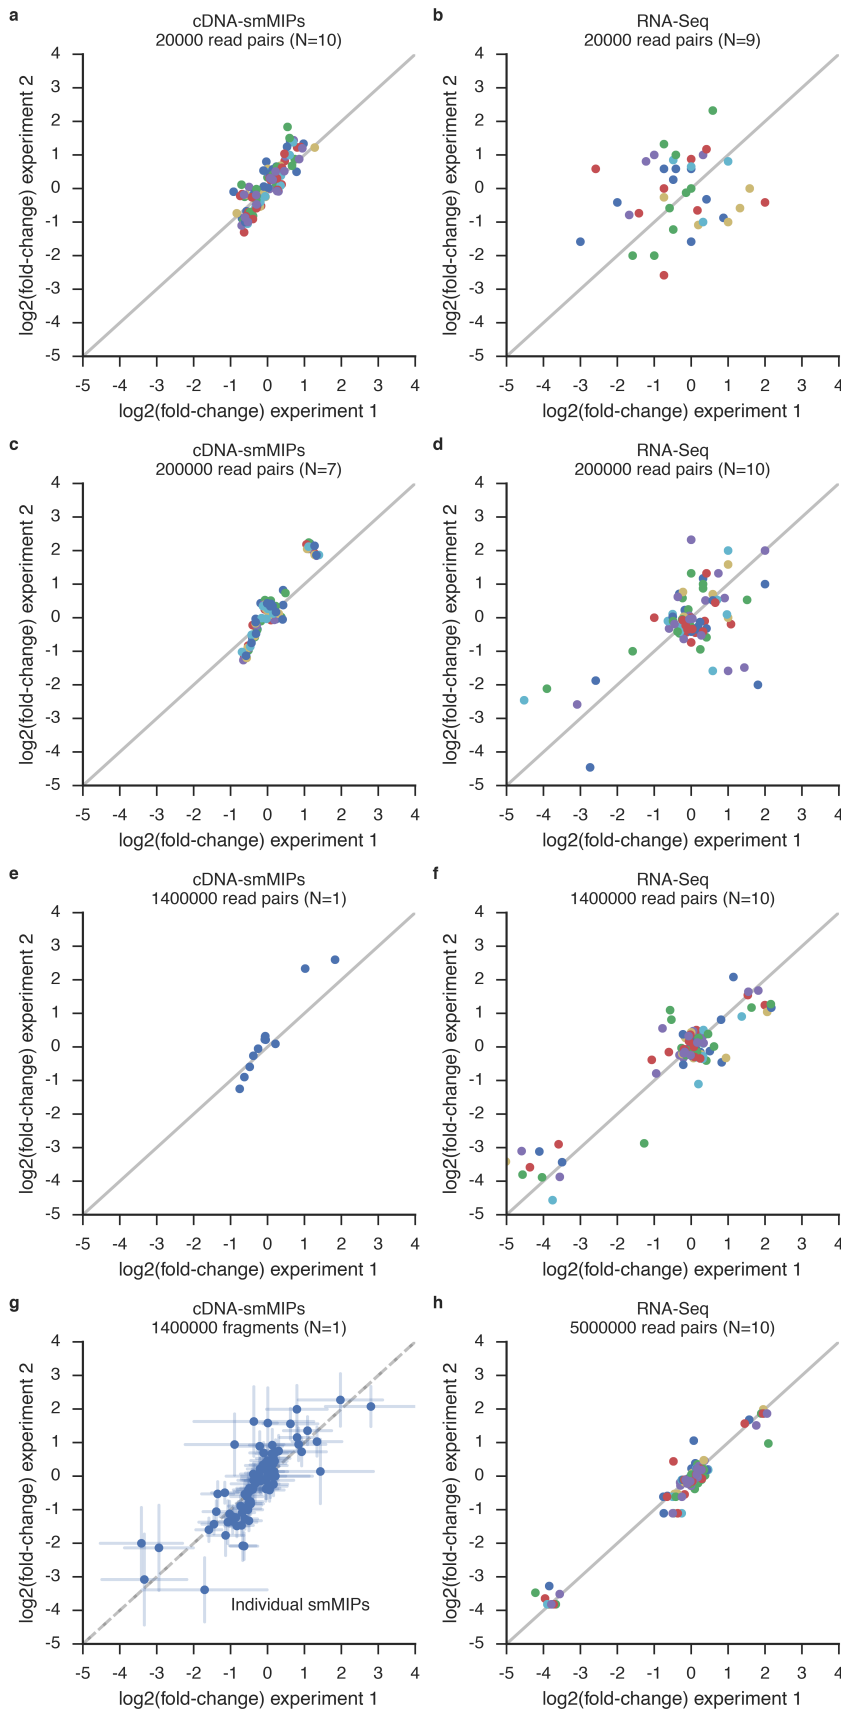 a
cDNA-smMIPs
20000 read pairs (N=10)
log2(fold-change) experiment 2
4
3
2
1
0
-1
-2
-3
-4
-5
-5 -4 -3 -2 -1 0 1 2 3 4
log2(fold-change) experiment 1
b
RNA-Seq
20000 read pairs (N=9)
log2(fold-change) experiment 2
4
3
2
1
0
-1
-2
-3
-4
-5
-5 -4 -3 -2 -1 0 1 2 3 4
log2(fold-change) experiment 1
c
cDNA-smMIPs
200000 read pairs (N=7)
log2(fold-change) experiment 2
4
3
2
1
0
-1
-2
-3
-4
-5
-5 -4 -3 -2 -1 0 1 2 3 4
log2(fold-change) experiment 1
d
RNA-Seq
200000 read pairs (N=10)
log2(fold-change) experiment 2
4
3
2
1
0
-1
-2
-3
-4
-5
-5 -4 -3 -2 -1 0 1 2 3 4
log2(fold-change) experiment 1
e
cDNA-smMIPs
1400000 read pairs (N=1)
log2(fold-change) experiment 2
4
3
2
1
0
-1
-2
-3
-4
-5
-5 -4 -3 -2 -1 0 1 2 3 4
log2(fold-change) experiment 1
f
RNA-Seq
1400000 read pairs (N=10)
log2(fold-change) experiment 2
4
3
2
1
0
-1
-2
-3
-4
-5
-5 -4 -3 -2 -1 0 1 2 3 4
log2(fold-change) experiment 1
g
cDNA-smMIPs
1400000 fragments (N=1)
log2(fold-change) experiment 2
4
3
2
1
0
-1
-2
-3
-4
-5
Individual smMIPs
-5 -4 -3 -2 -1 0 1 2 3 4
log2(fold-change) experiment 1
h
RNA-Seq
5000000 read pairs (N=10)
log2(fold-change) experiment 2
4
3
2
1
0
-1
-2
-3
-4
-5
-5 -4 -3 -2 -1 0 1 2 3 4
log2(fold-change) experiment 1